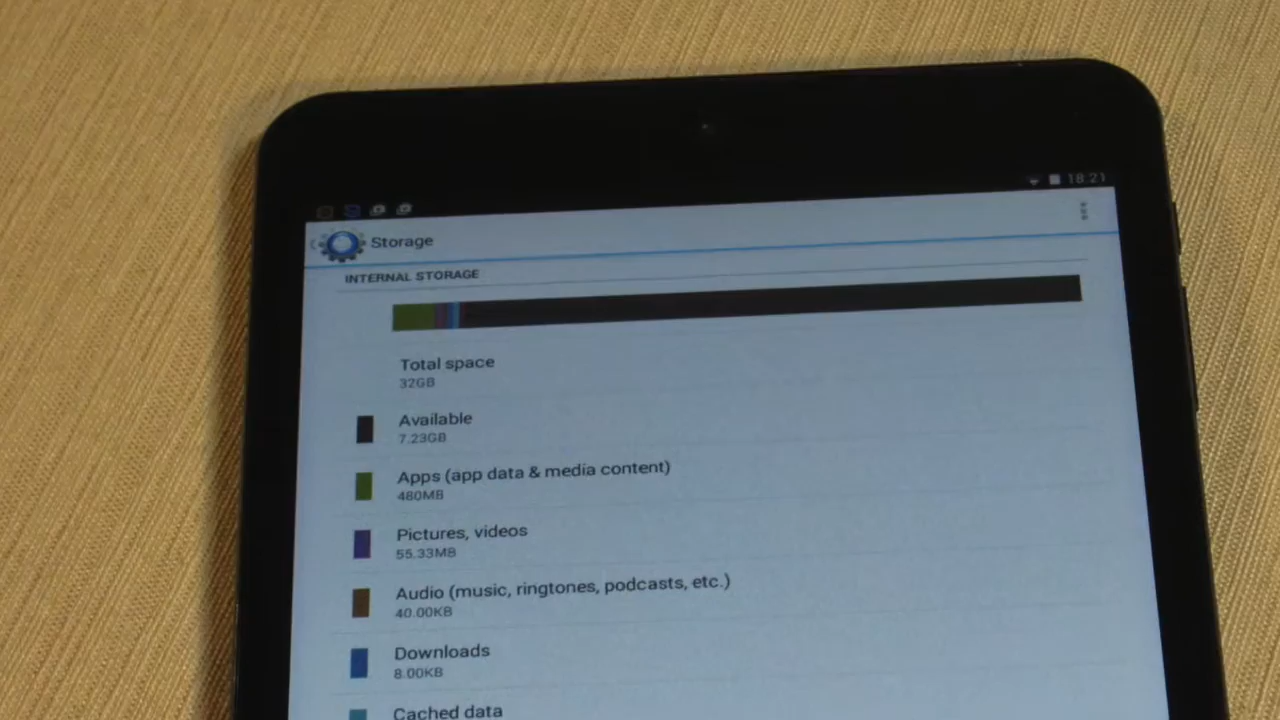 18:21
Storage
INTERNAL STORAGE
Total space
32GB
Available
7.23GB
Apps (app data & media content)
480MB
Pictures, videos
55.33MB
Audio (music, ringtones, podcasts, etc.)
40.00KB
Downloads
8.00KB
Cached data